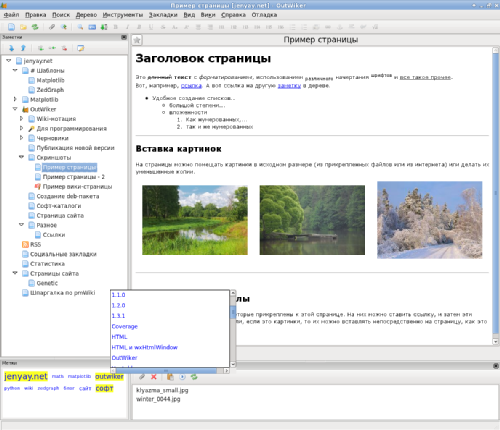 Пример страницы [jenyay.net] - OutWiker
Файл Правка Поиск Дерево Инструменты Закладки Вид Вики Справка Отладка
Заметки
jenyay.net
# Шаблоны
Matplotlib
ZedGraph
Matplotlib
OutWiker
Wiki-нотация
Для программирования
Черновики
Публикация новой версии
Скриншоты
Пример страницы
Пример страницы - 2
Пример вики-страницы
Создание deb-пакета
Софт-каталоги
Страница сайта
Разное
Ссылки
RSS
Социальные закладки
Статистика
Страницы сайта
Genetic
Шпаргалка по pmWiki
Пример страницы
Заголовок страницы
Это длинный текст с форматированием, использованием различного начертания шрифтов и все такое прочее.
Вот, например, ссылка. А вот ссылка на другую заметку в дереве.
Удобное создание списков...
большой степени...
вложенности
1. Как нумерованных,...
2. так и не нумерованных
Вставка картинок
На страницы можно помещать картинки в исходном размере (из прикрепленных файлов или из интернета) или делать их
уменьшенные копии.
1.1.0
1.2.0
1.3.1
Coverage
HTML
HTML и wxHtmlWindow
OutWiker
лы
оторые прикреплены к этой странице. На них можно ставить ссылку, и затем эти
ли, если это картинки, то их можно вставлять непосредственно на страницу, как это
Метки
jenyay.net match matplotlib outwiker
python wiki zedgraph блог сайт софт
klyazma_small.jpg
winter_0044.jpg